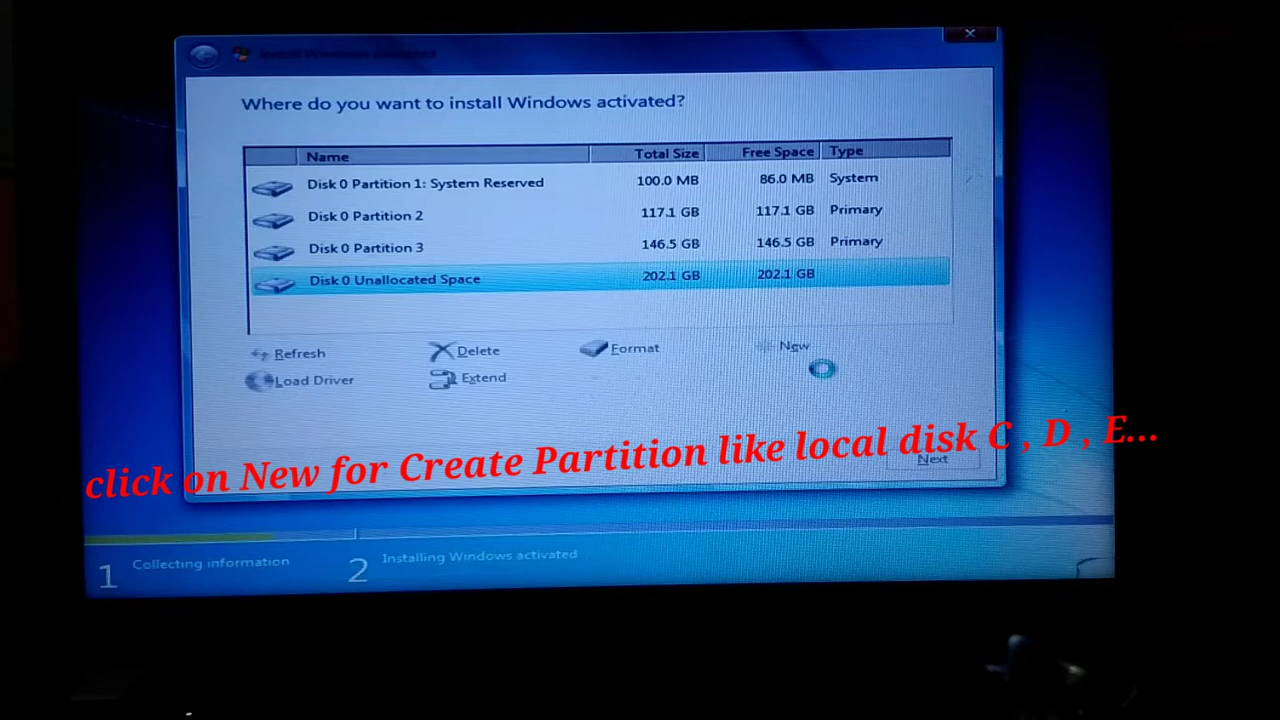 Install Windows activated
Where do you want to install Windows activated?
Name Total Size Free Space Type
Disk 0 Partition 1: System Reserved 100.0 MB 86.0 MB System
Disk 0 Partition 2 117.1 GB 117.1 GB Primary
Disk 0 Partition 3 146.5 GB 146.5 GB Primary
Disk 0 Unallocated Space 202.1 GB 202.1 GB
Refresh Delete Format New
Load Driver Extend
click on New for Create Partition like local disk C , D , E...
Next
1 Collecting information 2 Installing Windows activated